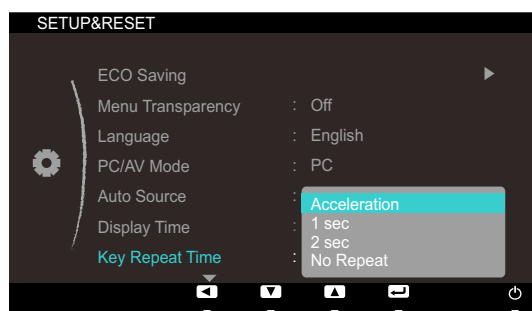 SETUP&RESET
ECO Saving
Menu Transparency : Off
Language : English
PC/AV Mode : PC
Auto Source :
Display Time :
Key Repeat Time :
Acceleration
1 sec
2 sec
No Repeat